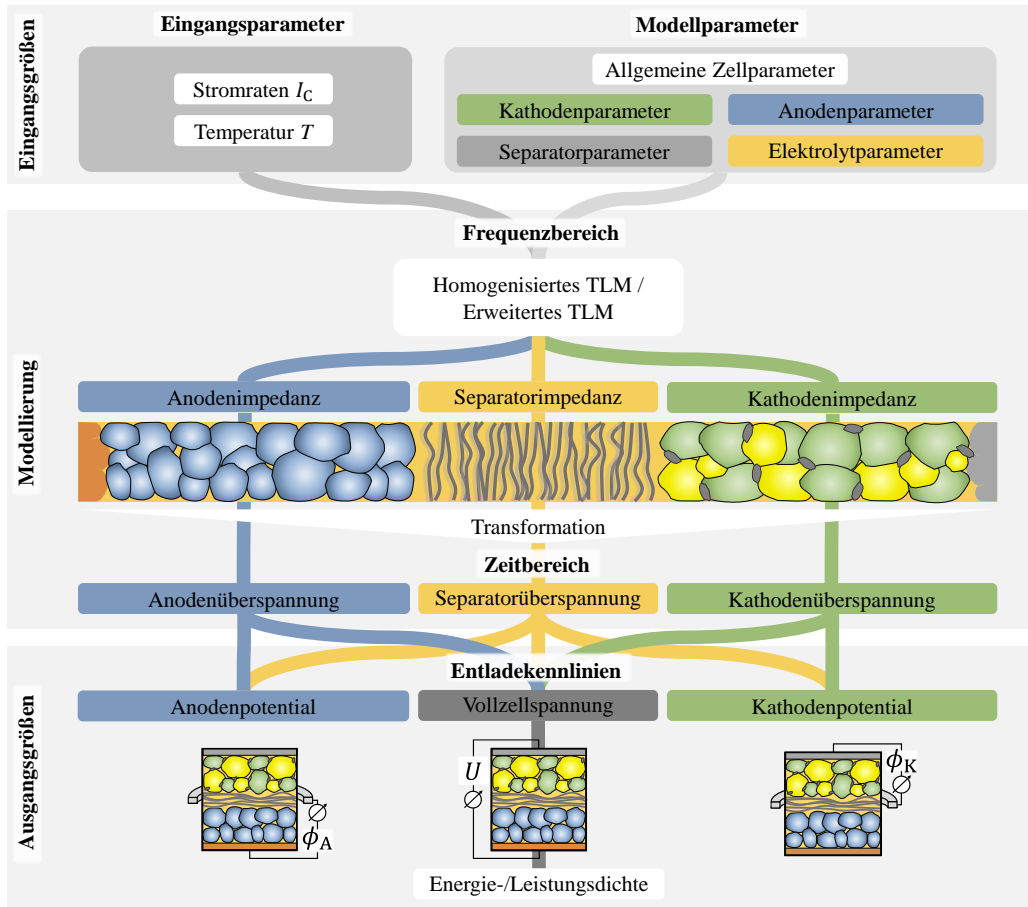 Eingangsgrößen
Eingangsparameter
Stromraten I_C
Temperatur T
Modellparameter
Allgemeine Zellparameter
Kathodenparameter
Anodenparameter
Separatorparameter
Elektrolytparameter
Modellierung
Frequenzbereich
Homogenisiertes TLM /
Erweitertes TLM
Anodenimpedanz
Separatorimpedanz
Kathodenimpedanz
Transformation
Zeitbereich
Anodenüberspannung
Separatorüberspannung
Kathodenüberspannung
Ausgangsgrößen
Entladekennlinien
Anodenpotential
Vollzellspannung
Kathodenpotential
ϕ_A
U
ϕ_K
Energie-/Leistungsdichte